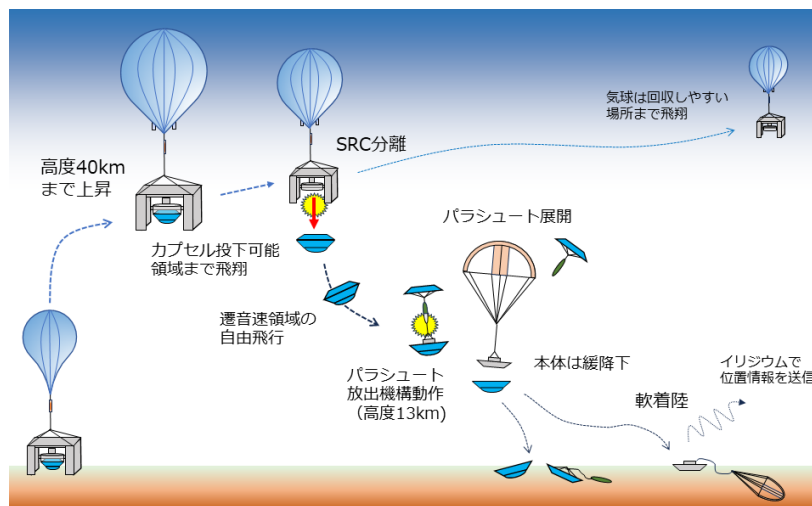 気球は回収しやすい
場所まで飛翔
SRC分離
高度40km
まで上昇
パラシュート展開
カプセル投下可能
領域まで飛翔
遷音速領域の
自由飛行
パラシュート
放出機構動作
（高度13km)
本体は緩降下
イリジウムで
位置情報を送信
軟着陸